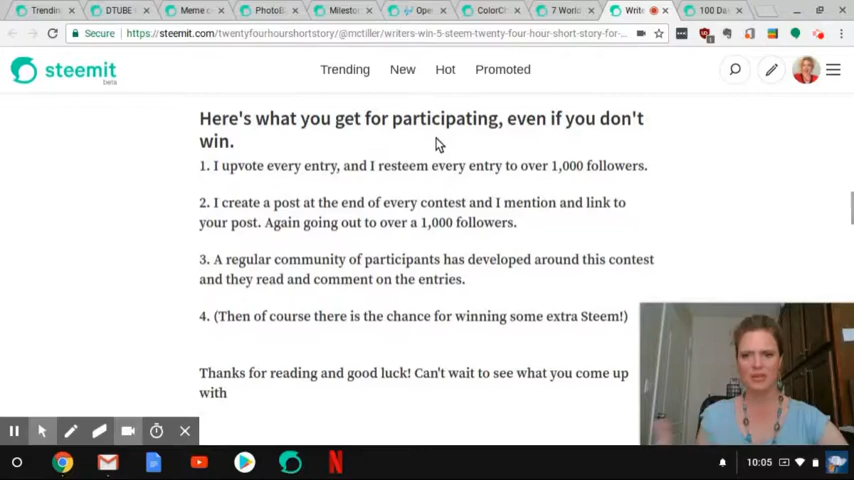 Trending
DTUBE
Meme c
PhotoBa
Milesto
Ope
ColorCh
7 World
Write
100 Da
Secure
https://steemit.com/twentyfourhourshortstory/@mctiller/writers-win-5-steem-twenty-four-hour-short-story-for-...
steemit
beta
Trending New Hot Promoted
Here's what you get for participating, even if you don't
win.
1. I upvote every entry, and I resteem every entry to over 1,000 followers.
2. I create a post at the end of every contest and I mention and link to
your post. Again going out to over a 1,000 followers.
3. A regular community of participants has developed around this contest
and they read and comment on the entries.
4. (Then of course there is the chance for winning some extra Steem!)
Thanks for reading and good luck! Can't wait to see what you come up
with
10:05